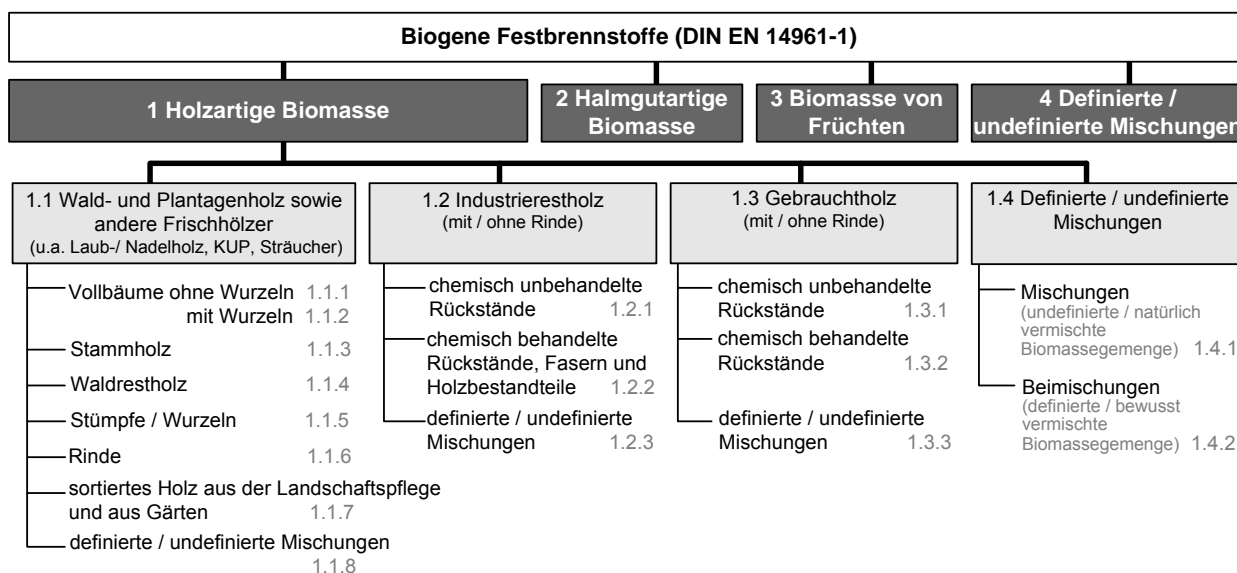 Biogene Festbrennstoffe (DIN EN 14961-1)
1 Holzartige Biomasse
2 Halmgutartige
Biomasse
3 Biomasse von
Früchten
4 Definierte /
undefinierte Mischungen
1.1 Wald- und Plantagenholz sowie
andere Frischhölzer
(u.a. Laub-/ Nadelholz, KUP, Sträucher)
Vollbäume ohne Wurzeln 1.1.1
mit Wurzeln 1.1.2
Stammholz 1.1.3
Waldrestholz 1.1.4
Stümpfe / Wurzeln 1.1.5
Rinde 1.1.6
sortiertes Holz aus der Landschaftspflege
und aus Gärten 1.1.7
definierte / undefinierte Mischungen
1.1.8
1.2 Industrierestholz
(mit / ohne Rinde)
chemisch unbehandelte
Rückstände 1.2.1
chemisch behandelte
Rückstände, Fasern und
Holzbestandteile 1.2.2
definierte / undefinierte
Mischungen 1.2.3
1.3 Gebrauchtholz
(mit / ohne Rinde)
chemisch unbehandelte
Rückstände 1.3.1
chemisch behandelte
Rückstände 1.3.2
definierte / undefinierte
Mischungen 1.3.3
1.4 Definierte / undefinierte
Mischungen
Mischungen
(undefinierte / natürlich
vermischte
Biomassegemenge) 1.4.1
Beimischungen
(definierte / bewusst
vermischte
Biomassegemenge) 1.4.2